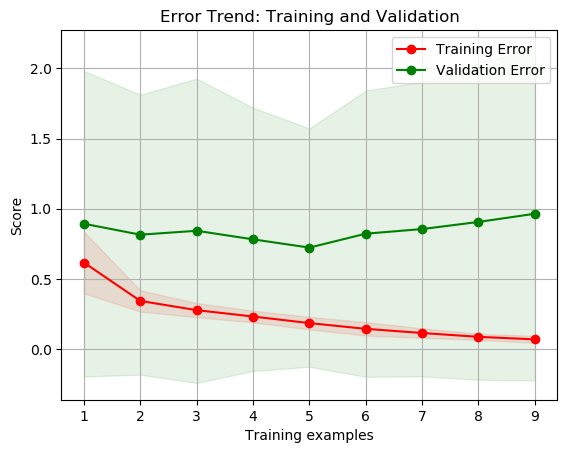 Error Trend: Training and Validation
Training Error
Validation Error
2.0
1.5
1.0
0.5
0.0
Score
1 2 3 4 5 6 7 8 9
Training examples